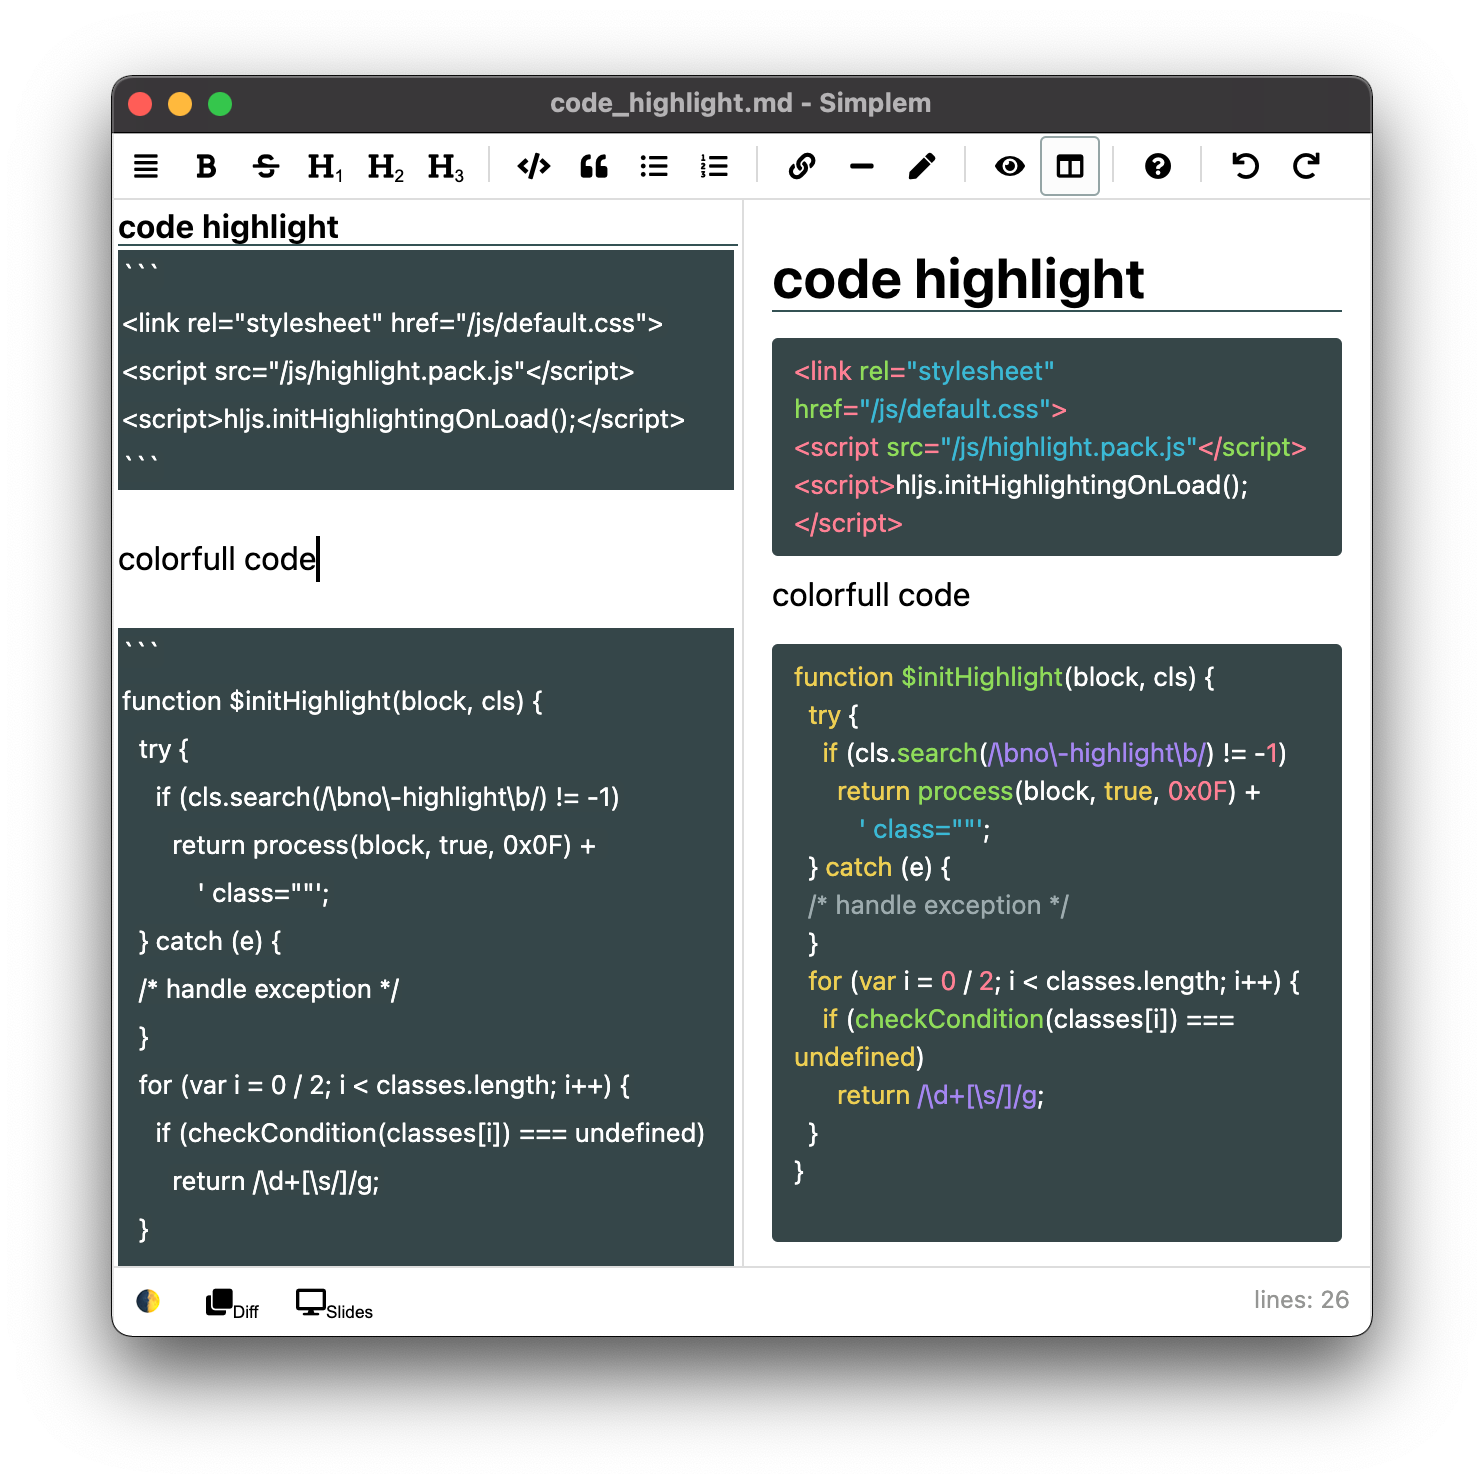 code_highlight.md - Simplem
B S H1 H2 H3
code highlight
```
<link rel="stylesheet" href="/js/default.css">
<script src="/js/highlight.pack.js"</script>
<script>hljs.initHighlightingOnLoad();</script>
```
colorfull code
```
function $initHighlight(block, cls) {
  try {
    if (cls.search(/\bno\-highlight\b/) != -1)
      return process(block, true, 0x0F) +
         ' class=""';
  } catch (e) {
  /* handle exception */
  }
  for (var i = 0 / 2; i < classes.length; i++) {
    if (checkCondition(classes[i]) === undefined)
      return /\d+[\s/]/g;
  }
code highlight
<link rel="stylesheet"
href="/js/default.css">
<script src="/js/highlight.pack.js"</script>
<script>hljs.initHighlightingOnLoad();
</script>
colorfull code
function $initHighlight(block, cls) {
  try {
    if (cls.search(/\bno\-highlight\b/) != -1)
      return process(block, true, 0x0F) +
         ' class=""';
  } catch (e) {
  /* handle exception */
  }
  for (var i = 0 / 2; i < classes.length; i++) {
    if (checkCondition(classes[i]) ===
undefined)
      return /\d+[\s/]/g;
  }
}
Diff
Slides
lines: 26